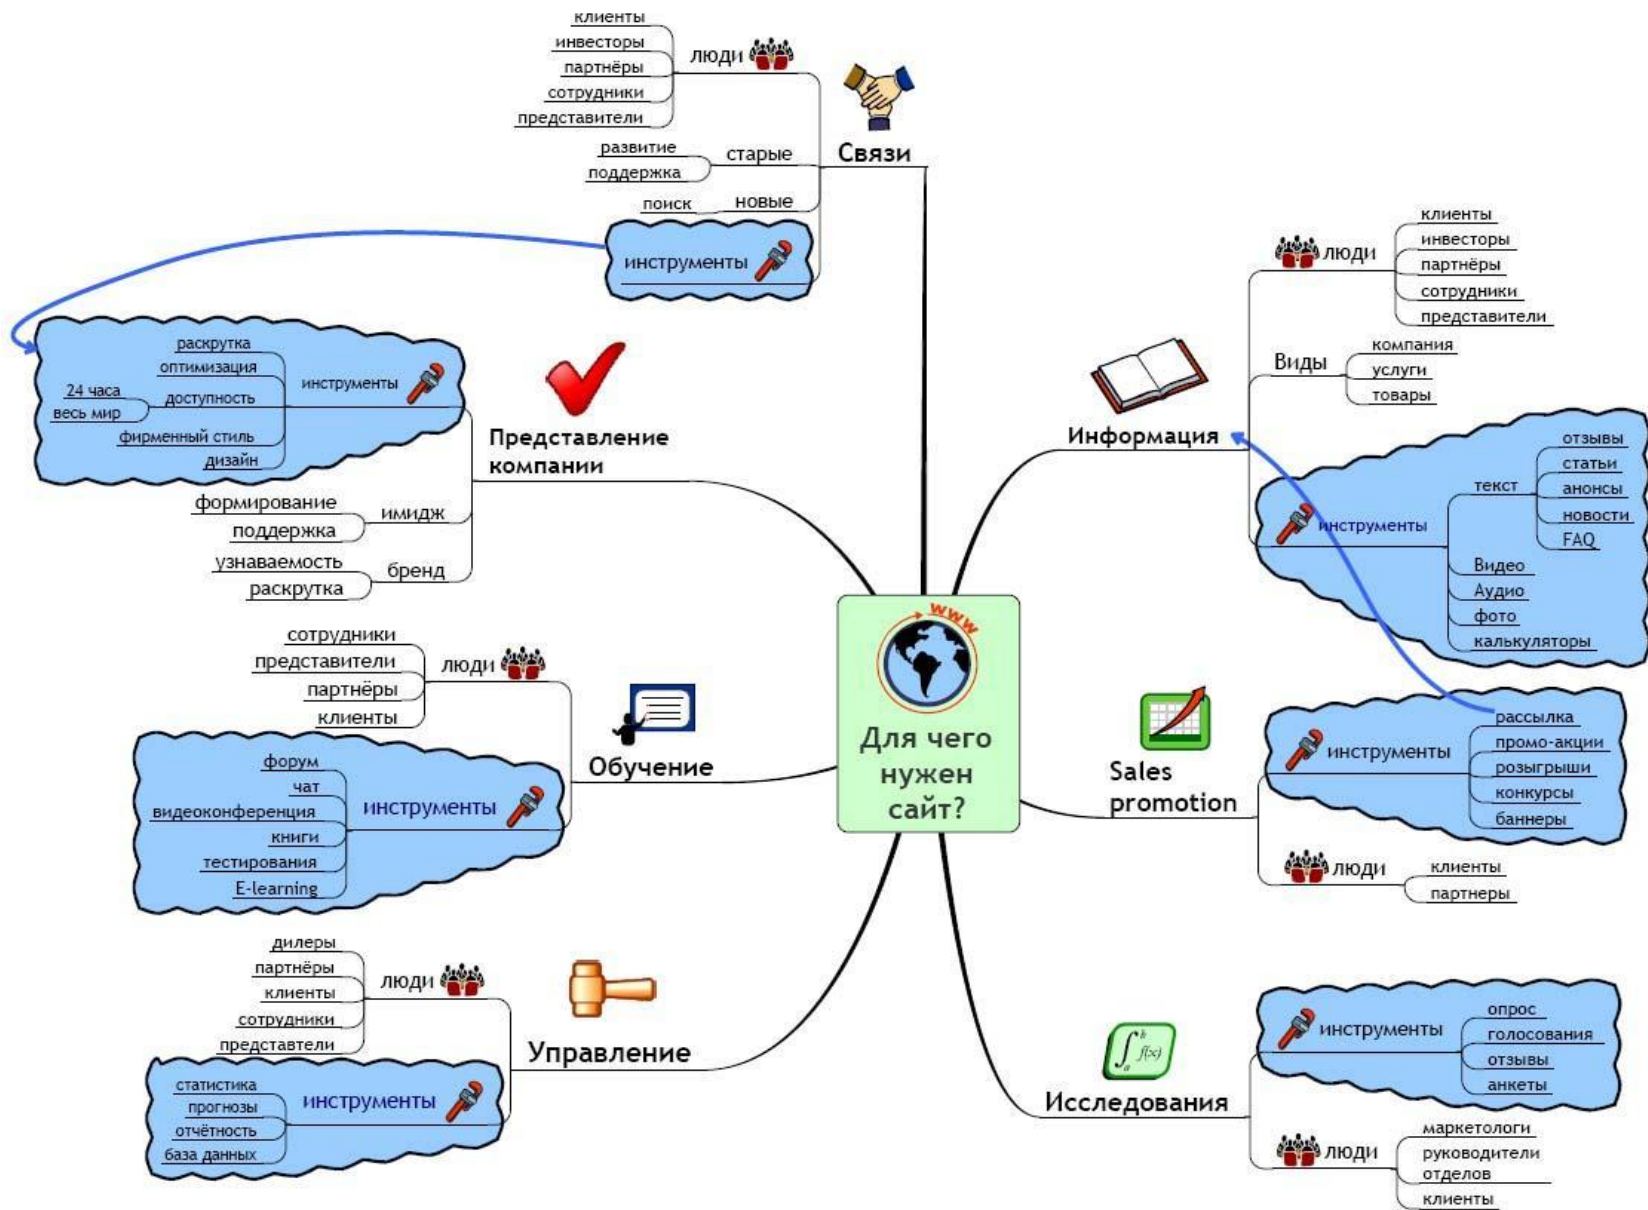 клиенты
инвесторы
партнёры
сотрудники
представители
люди
развитие
поддержка
старые
поиск
новые
инструменты
Связи
раскрутка
оптимизация
24 часа
весь мир
доступность
фирменный стиль
дизайн
инструменты
формирование
поддержка
имидж
узнаваемость
раскрутка
бренд
Представление
компании
сотрудники
представители
партнёры
клиенты
люди
форум
чат
видеоконференция
книги
тестирования
E-learning
инструменты
Обучение
дилеры
партнёры
клиенты
сотрудники
представтели
люди
статистика
прогнозы
отчётность
база данных
инструменты
Управление
www
Для чего
нужен
сайт?
Информация
люди
клиенты
инвесторы
партнёры
сотрудники
представители
Виды
компания
услуги
товары
инструменты
текст
отзывы
статьи
анонсы
новости
FAQ
Видео
Аудио
фото
калькуляторы
Sales
promotion
инструменты
рассылка
промо-акции
розыгрыши
конкурсы
баннеры
люди
клиенты
партнеры
∫ b a f(x)
Исследования
инструменты
опрос
голосования
отзывы
анкеты
люди
маркетологи
руководители
отделов
клиенты